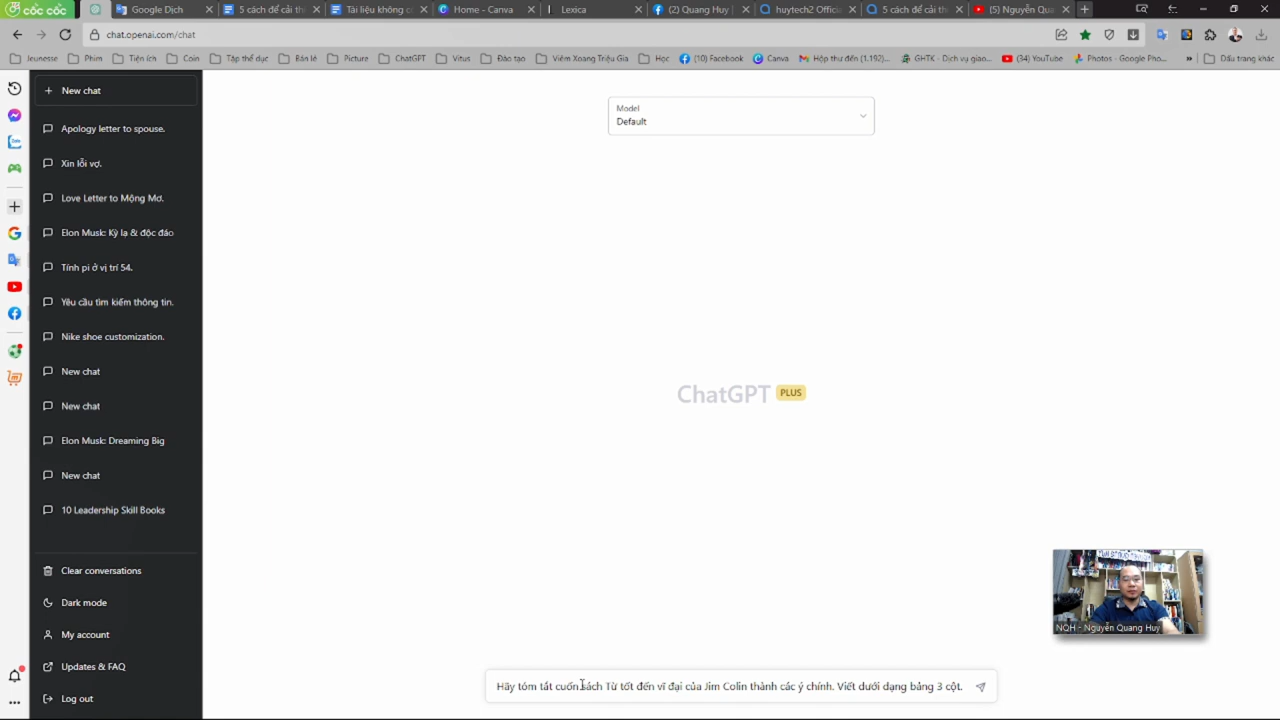 cốc cốc
Google Dịch
5 cách để cải thi
Tài liệu không c
Home - Canva
Lexica
(2) Quang Huy
huytech2 Offici
5 cách để cải th
(5) Nguyễn Qua
chat.openai.com/chat
Jeunesse
Phim
Tiện ích
Coin
Tập thể dục
Bán lẻ
Picture
ChatGPT
Vitus
Đào tạo
Viêm Xoang Triệu Gia
Học
(10) Facebook
Canva
Hộp thư đến (1.192)...
GHTK - Dịch vụ giao...
(34) YouTube
Photos - Google Pho...
Dấu trang khác
New chat
Model
Default
Apology letter to spouse.
Xin lỗi vợ.
Love Letter to Mộng Mơ.
Elon Musk: Kỳ lạ & độc đáo
Tính pi ở vị trí 54.
Yêu cầu tìm kiếm thông tin.
Nike shoe customization.
New chat
New chat
Elon Musk: Dreaming Big
New chat
10 Leadership Skill Books
ChatGPT PLUS
Clear conversations
Dark mode
My account
Updates & FAQ
Log out
NQH - Nguyễn Quang Huy
Hãy tóm tắt cuốn sách Từ tốt đến vĩ đại của Jim Colin thành các ý chính. Viết dưới dạng bảng 3 cột.